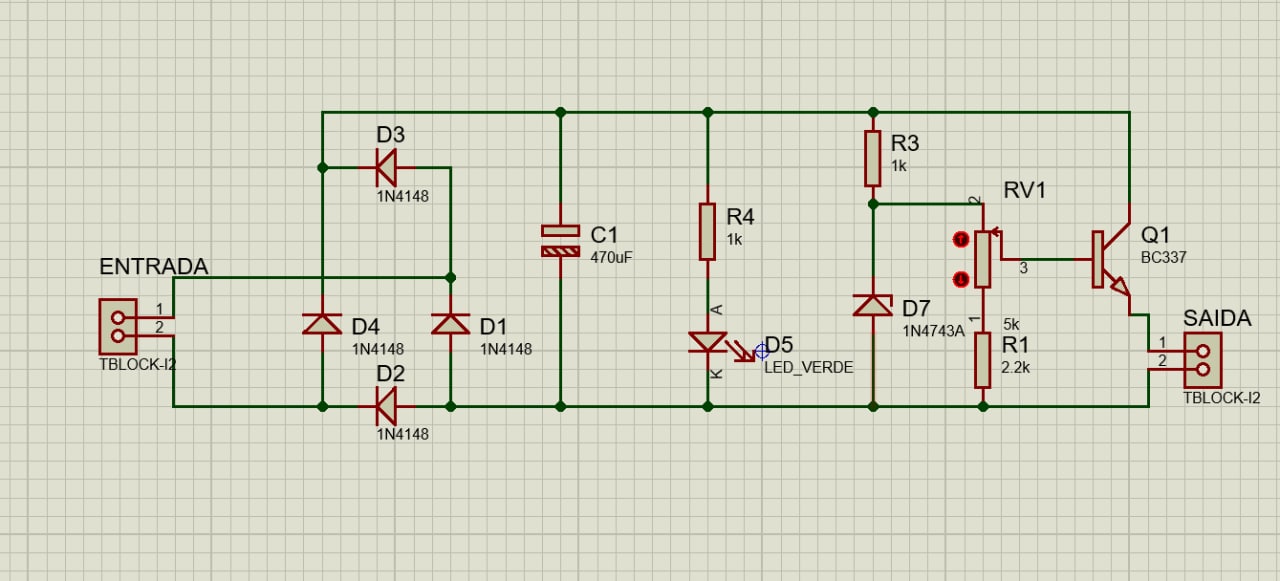 D3
1N4148
ENTRADA
1
2
TBLOCK-I2
D4
1N4148
D1
1N4148
D2
1N4148
C1
470uF
R4
1k
A
K
D5
LED_VERDE
R3
1k
D7
1N4743A
RV1
2
3
1
5k
R1
2.2k
Q1
BC337
SAIDA
1
2
TBLOCK-I2